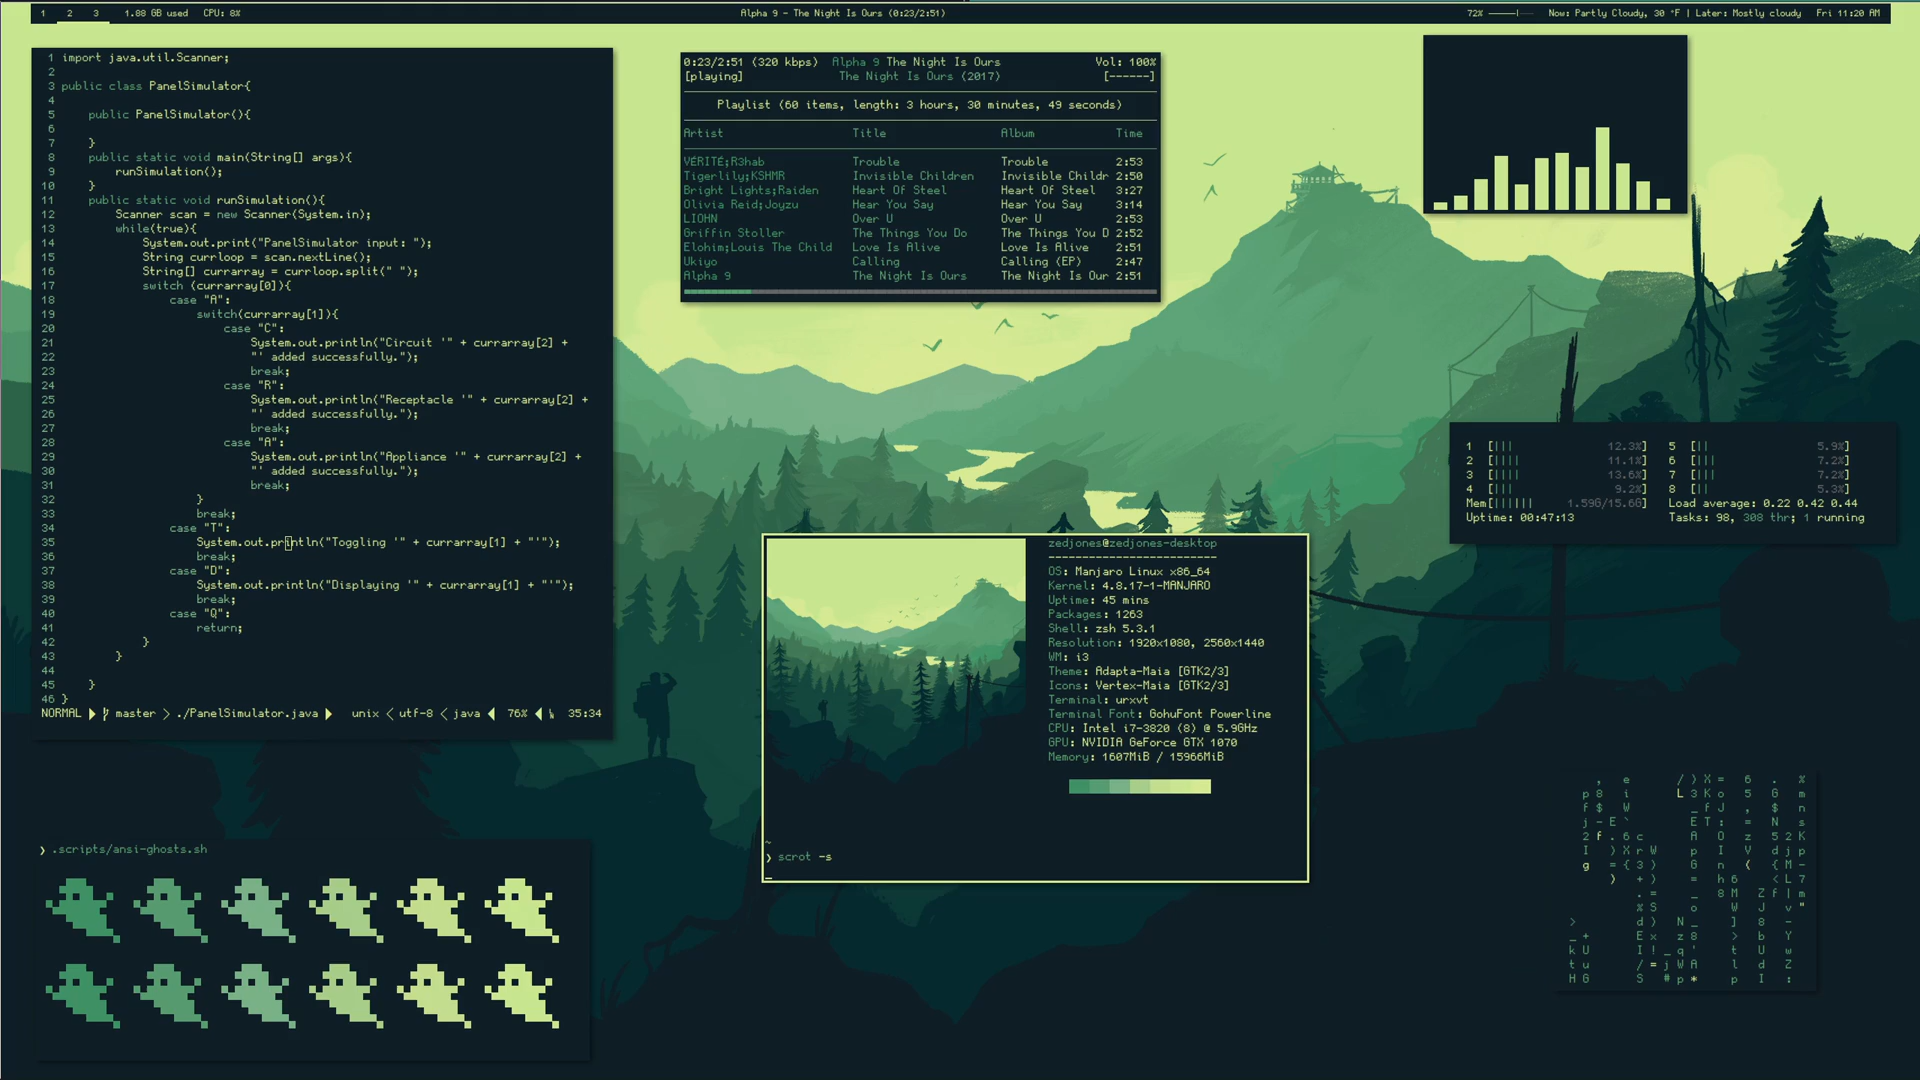 1 2 3 1.88 GB used CPU: 8%
Alpha 9 - The Night Is Ours (0:23/2:51)
72% Now: Partly Cloudy, 30 °F | Later: Mostly cloudy Fri 11:20 AM
1 import java.util.Scanner;
2
3 public class PanelSimulator{
4
5 public PanelSimulator(){
6
7 }
8 public static void main(String[] args){
9 runSimulation();
10 }
11 public static void runSimulation(){
12 Scanner scan = new Scanner(System.in);
13 while(true){
14 System.out.print("PanelSimulator input: ");
15 String currloop = scan.nextLine();
16 String[] currarray = currloop.split(" ");
17 switch (currarray[0]){
18 case "A":
19 switch(currarray[1]){
20 case "C":
21 System.out.println("Circuit '" + currarray[2] +
22 "' added successfully.");
23 break;
24 case "R":
25 System.out.println("Receptacle '" + currarray[2] +
26 "' added successfully.");
27 break;
28 case "A":
29 System.out.println("Appliance '" + currarray[2] +
30 "' added successfully.");
31 break;
32 }
33 break;
34 case "T":
35 System.out.println("Toggling '" + currarray[1] + "'");
36 break;
37 case "D":
38 System.out.println("Displaying '" + currarray[1] + "'");
39 break;
40 case "Q":
41 return;
42 }
43 }
44
45 }
46 }
NORMAL master > ./PanelSimulator.java unix < utf-8 < java 76% 35:34
0:23/2:51 (320 kbps) Alpha 9 The Night Is Ours Vol: 100%
[playing] The Night Is Ours (2017) [------]
Playlist (60 items, length: 3 hours, 30 minutes, 49 seconds)
Artist Title Album Time
VÉRITÉ;R3hab Trouble Trouble 2:53
Tigerlily;KSHMR Invisible Children Invisible Childr 2:50
Bright Lights;Raiden Heart Of Steel Heart Of Steel 3:27
Olivia Reid;Joyzu Hear You Say Hear You Say 3:14
LIOHN Over U Over U 2:53
Griffin Stoller The Things You Do The Things You D 2:52
Elohim;Louis The Child Love Is Alive Love Is Alive 2:51
Ukiyo Calling Calling (EP) 2:47
Alpha 9 The Night Is Ours The Night Is Our 2:51
1 [||| 12.3%] 5 [|| 5.9%]
2 [|||| 11.1%] 6 [||| 7.2%]
3 [|||| 13.6%] 7 [||| 7.2%]
4 [||| 9.2%] 8 [|| 5.3%]
Mem[|||||| 1.59G/15.6G] Load average: 0.22 0.42 0.44
Uptime: 00:47:13 Tasks: 98, 308 thr; 1 running
zedjones@zedjones-desktop
-------------------------
OS: Manjaro Linux x86_64
Kernel: 4.8.17-1-MANJARO
Uptime: 45 mins
Packages: 1263
Shell: zsh 5.3.1
Resolution: 1920x1080, 2560x1440
WM: i3
Theme: Adapta-Maia [GTK2/3]
Icons: Vertex-Maia [GTK2/3]
Terminal: urxvt
Terminal Font: GohuFont Powerline
CPU: Intel i7-3820 (8) @ 5.9GHz
GPU: NVIDIA GeForce GTX 1070
Memory: 1607MiB / 15966MiB
~
❯ scrot -s
❯ .scripts/ansi-ghosts.sh